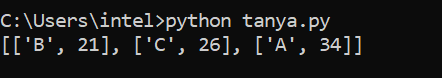 C:\Users\intel>python tanya.py
[['B', 21], ['C', 26], ['A', 34]]